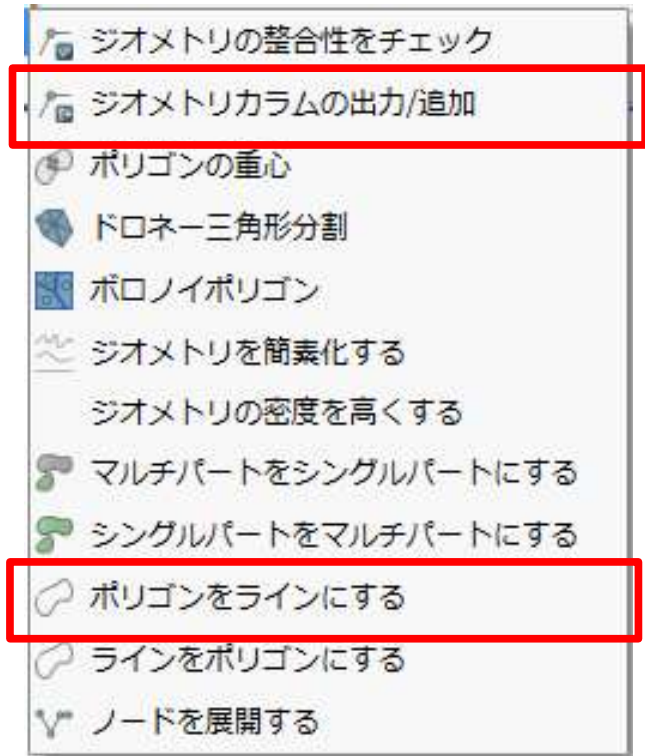 ジオメトリの整合性をチェック
ジオメトリカラムの出力/追加
ポリゴンの重心
ドロネー三角形分割
ボロノイポリゴン
ジオメトリを簡素化する
ジオメトリの密度を高くする
マルチパートをシングルパートにする
シングルパートをマルチパートにする
ポリゴンをラインにする
ラインをポリゴンにする
ノードを展開する